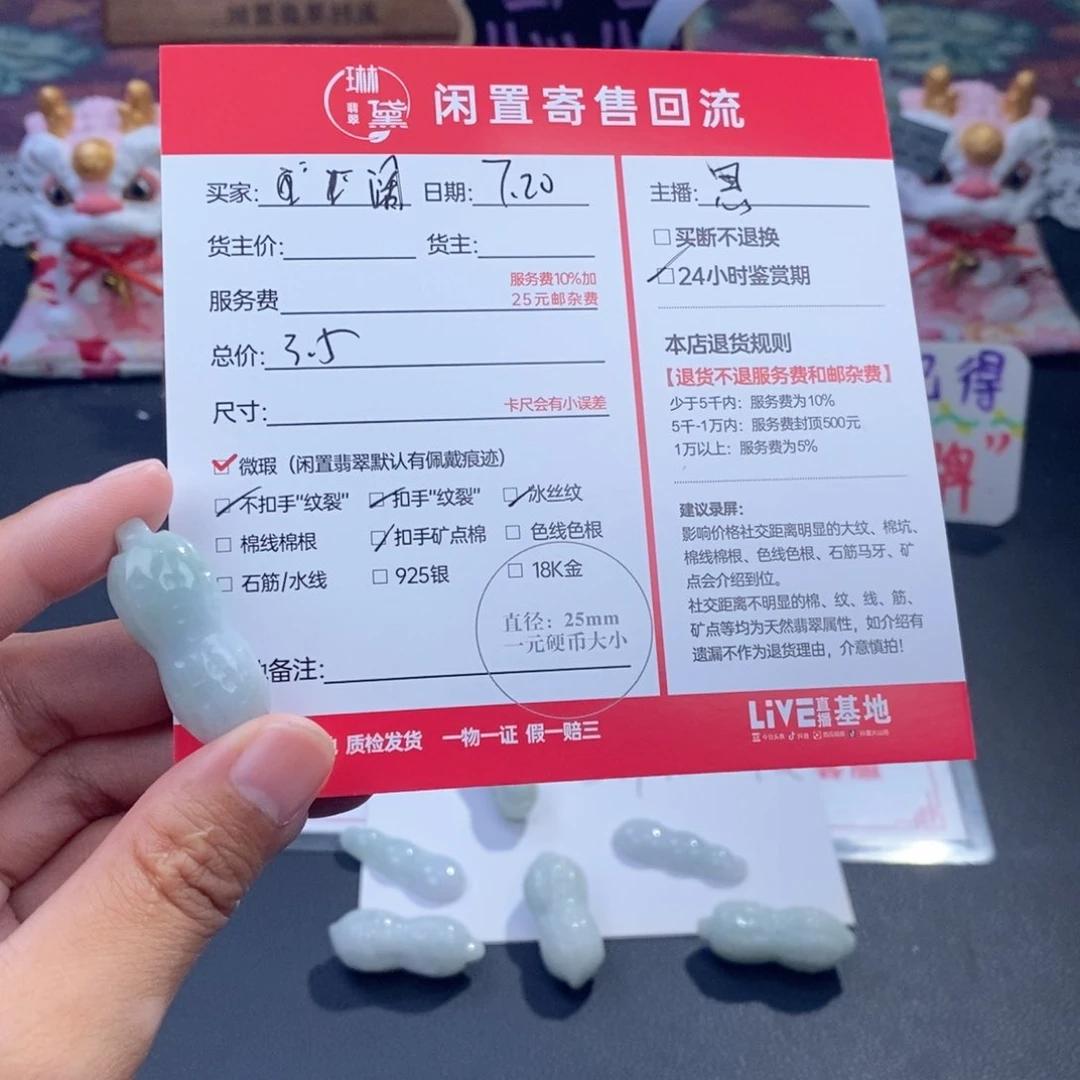 琳黛
翡翠
闲置寄售回流
买家: 日期: 7.20
货主价: 货主:
服务费 服务费10%加
25元邮杂费
总价: 3.5
尺寸: 卡尺会有小误差
微瑕（闲置翡翠默认有佩戴痕迹）
不扣手"纹裂" 扣手"纹裂" 冰丝纹
棉线棉根 扣手矿点棉 色线色根
石筋/水线 925银 18K金
直径：25mm
一元硬币大小
备注:
质检发货 一物一证 假一赔三
主播: 思
买断不退换
24小时鉴赏期
本店退货规则
【退货不退服务费和邮杂费】
少于5千内：服务费为10%
5千-1万内：服务费封顶500元
1万以上：服务费为5%
建议录屏：
影响价格社交距离明显的大纹、棉坑、
棉线棉根、色线色根、石筋马牙、矿
点会介绍到位。
社交距离不明显的棉、纹、线、筋、
矿点等均为天然翡翠属性，如介绍有
遗漏不作为退货理由，介意慎拍！
LiVE直播基地
记得
牌”